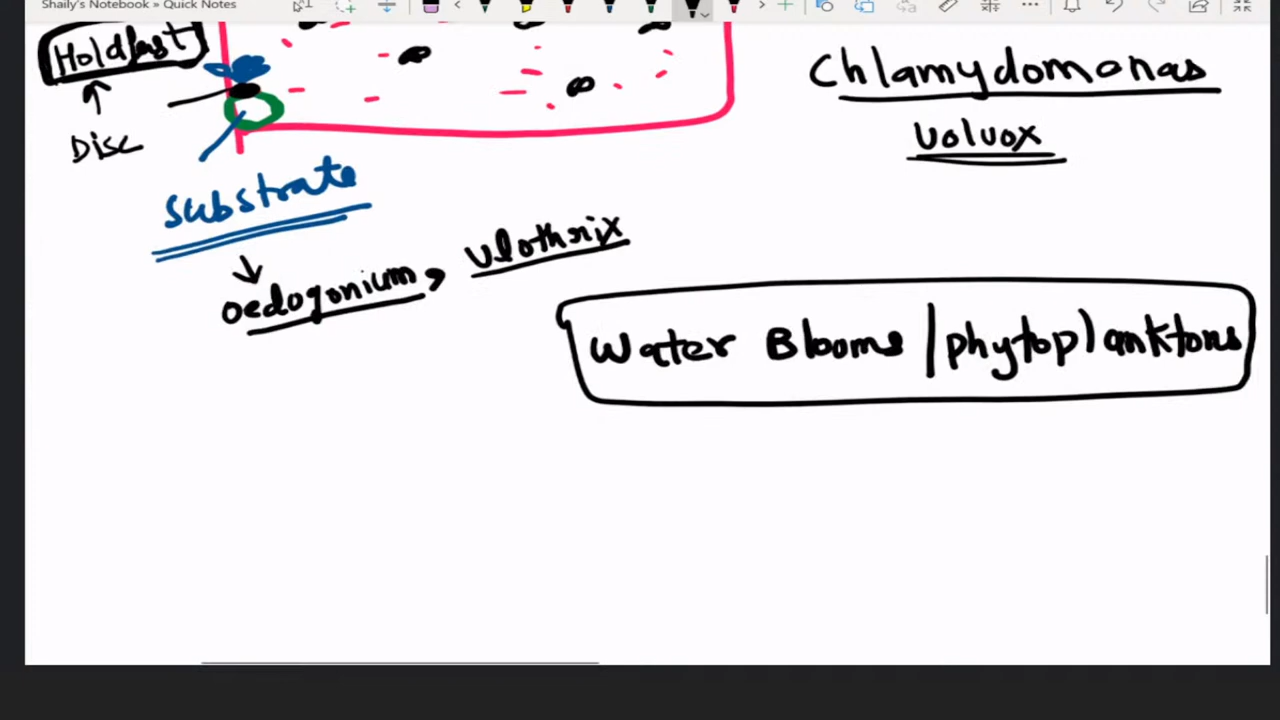 Shaily's Notebook » Quick Notes
Holdfast
Disc
Substrate
oedogonium, ulothrix
Chlamydomonas
Volvox
Water Blooms | phytoplanktons